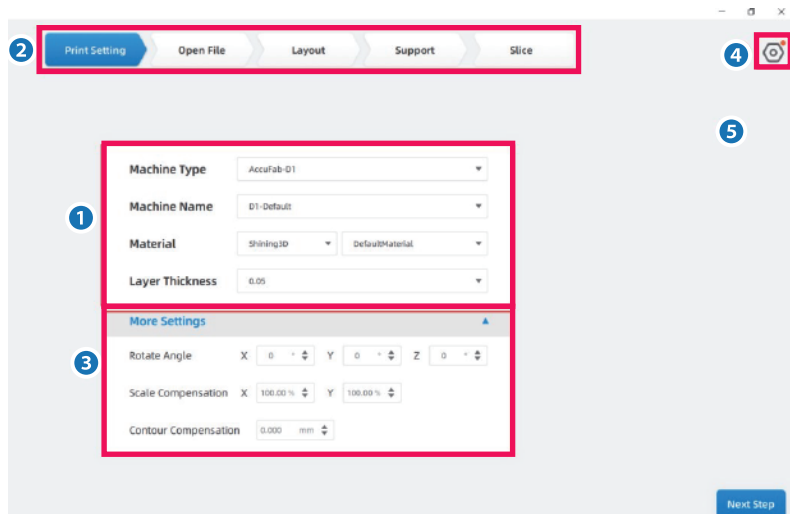 2 Print Setting Open File Layout Support Slice 4
5
Machine Type AccuFab-D1
Machine Name D1-Default
1
Material Shining3D DefaultMaterial
Layer Thickness 0.05
More Settings
3 Rotate Angle X 0 ° Y 0 ° Z 0 °
Scale Compensation X 100.00 % Y 100.00 %
Contour Compensation 0.000 mm
Next Step